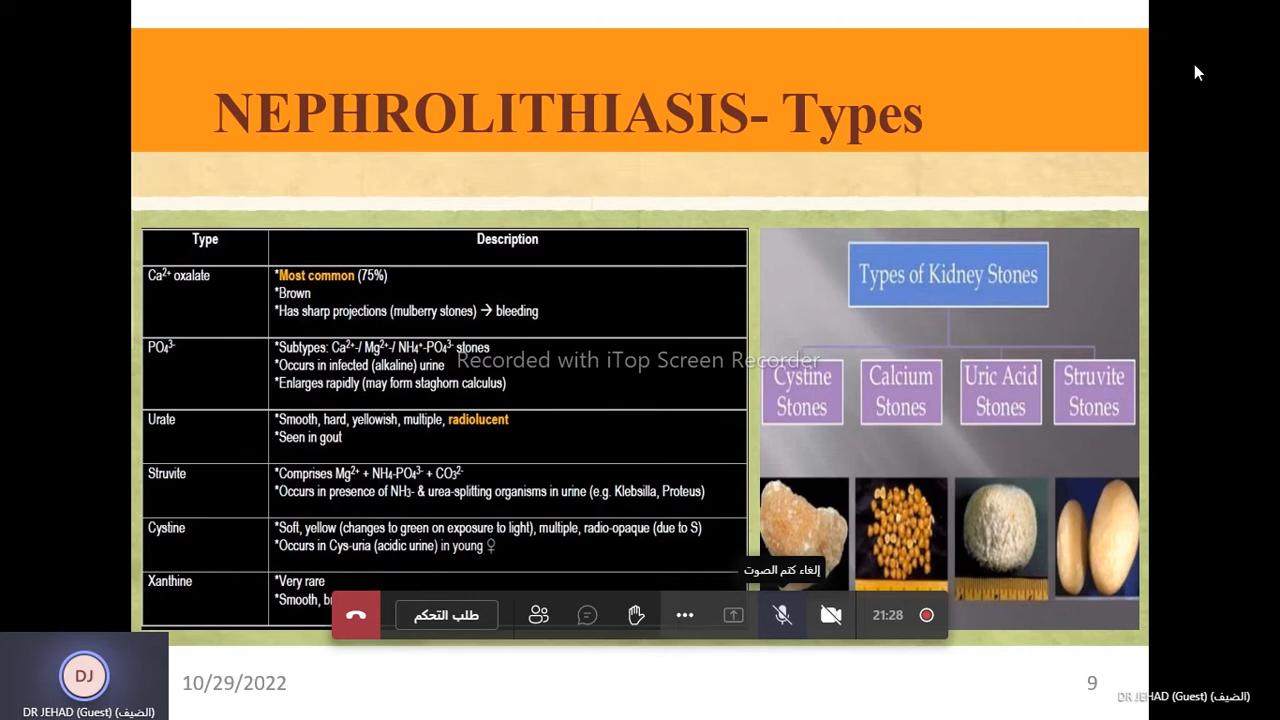 NEPHROLITHIASIS- Types
Type
Description
Ca²⁺ oxalate
*Most common (75%)
*Brown
*Has sharp projections (mulberry stones) → bleeding
PO₄³⁻
*Subtypes: Ca²⁺-/ Mg²⁺-/ NH₄⁺-PO₄³⁻ stones
*Occurs in infected (alkaline) urine
*Enlarges rapidly (may form staghorn calculus)
Urate
*Smooth, hard, yellowish, multiple, radiolucent
*Seen in gout
Struvite
*Comprises Mg²⁺ + NH₄-PO₄³⁻ + CO₃²⁻
*Occurs in presence of NH₃- & urea-splitting organisms in urine (e.g. Klebsilla, Proteus)
Cystine
*Soft, yellow (changes to green on exposure to light), multiple, radio-opaque (due to S)
*Occurs in Cys-uria (acidic urine) in young ♀
Xanthine
*Very rare
*Smooth,
Types of Kidney Stones
Cystine
Stones
Calcium
Stones
Uric Acid
Stones
Struvite
Stones
Recorded with iTop Screen Recorder
إلغاء كتم الصوت
طلب التحكم
21:28
DJ
DR JEHAD (Guest) (الضيف)
10/29/2022
9
DR JEHAD (Guest) (الضيف)